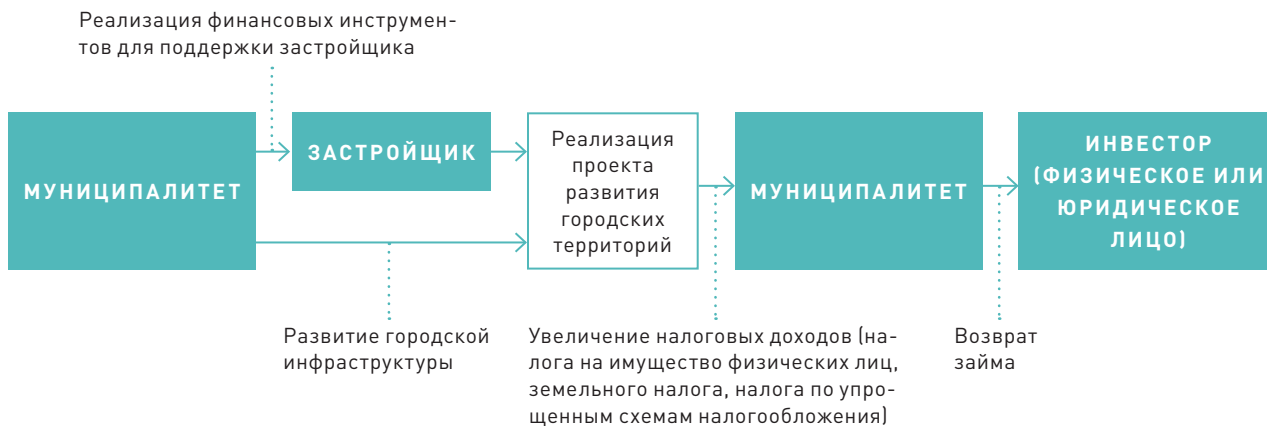 Реализация финансовых инструмен-
тов для поддержки застройщика
МУНИЦИПАЛИТЕТ
ЗАСТРОЙЩИК
Реализация
проекта
развития
городских
территорий
МУНИЦИПАЛИТЕТ
ИНВЕСТОР
(ФИЗИЧЕСКОЕ ИЛИ
ЮРИДИЧЕСКОЕ
ЛИЦО)
Развитие городской
инфраструктуры
Увеличение налоговых доходов (на-
лога на имущество физических лиц,
земельного налога, налога по упро-
щенным схемам налогообложения)
Возврат
займа